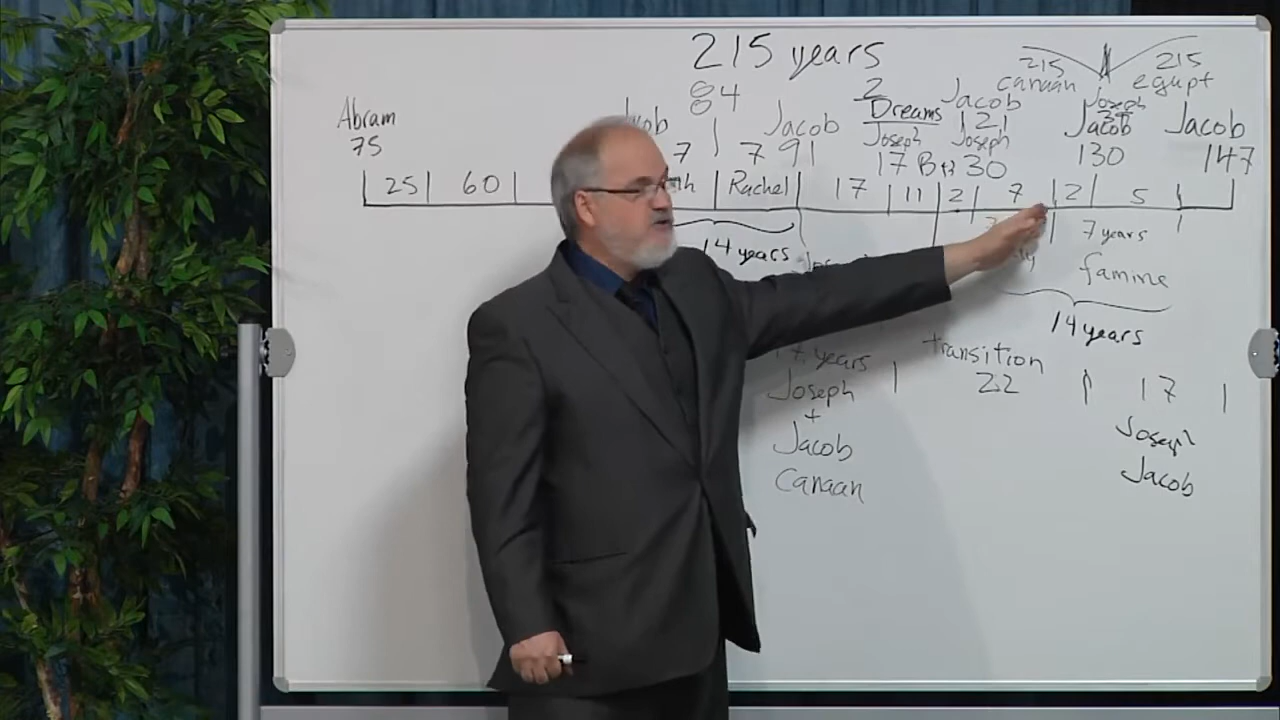 215 years
215 215
canaan egypt
84
Abram
75
Jacob
7 7 91
2
Dreams
Joseph
17 B
Jacob
121
Joseph
30
Joseph
Jacob
130
Jacob
147
25 60 Rachel 17 11 2 7 2 5
14 years
7 years
famine
14 years
years
Joseph
+
Jacob
Canaan
transition
22
17
Joseph
Jacob